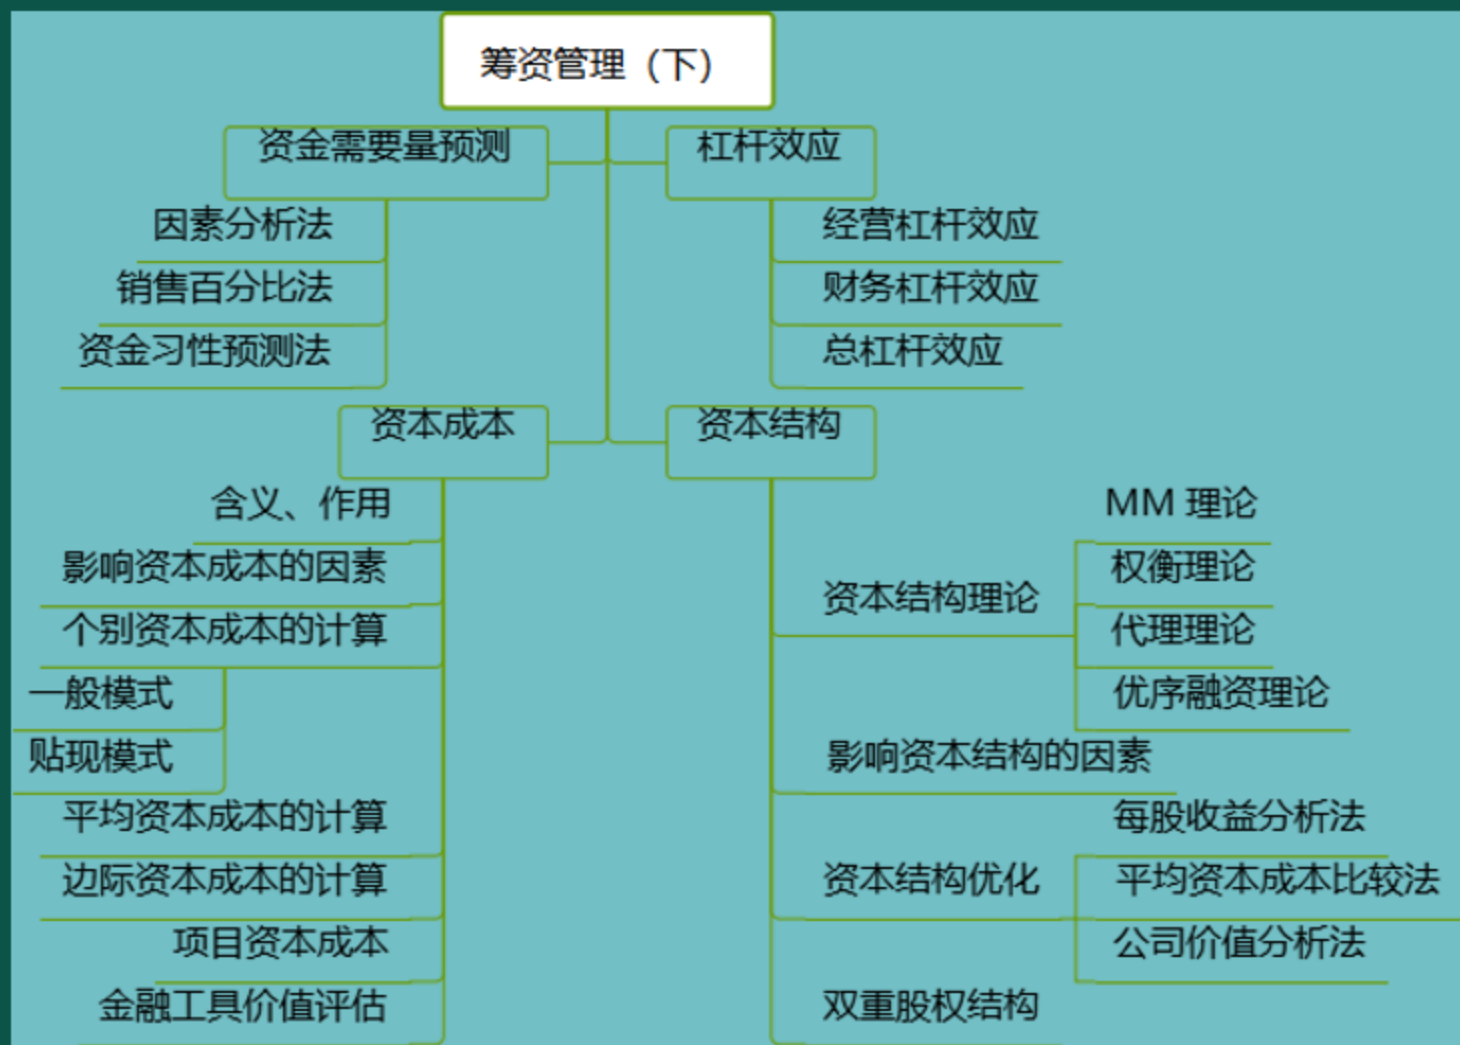 筹资管理（下）
资金需要量预测
因素分析法
销售百分比法
资金习性预测法
杠杆效应
经营杠杆效应
财务杠杆效应
总杠杆效应
资本成本
含义、作用
影响资本成本的因素
个别资本成本的计算
一般模式
贴现模式
平均资本成本的计算
边际资本成本的计算
项目资本成本
金融工具价值评估
资本结构
资本结构理论
MM 理论
权衡理论
代理理论
优序融资理论
影响资本结构的因素
资本结构优化
每股收益分析法
平均资本成本比较法
公司价值分析法
双重股权结构